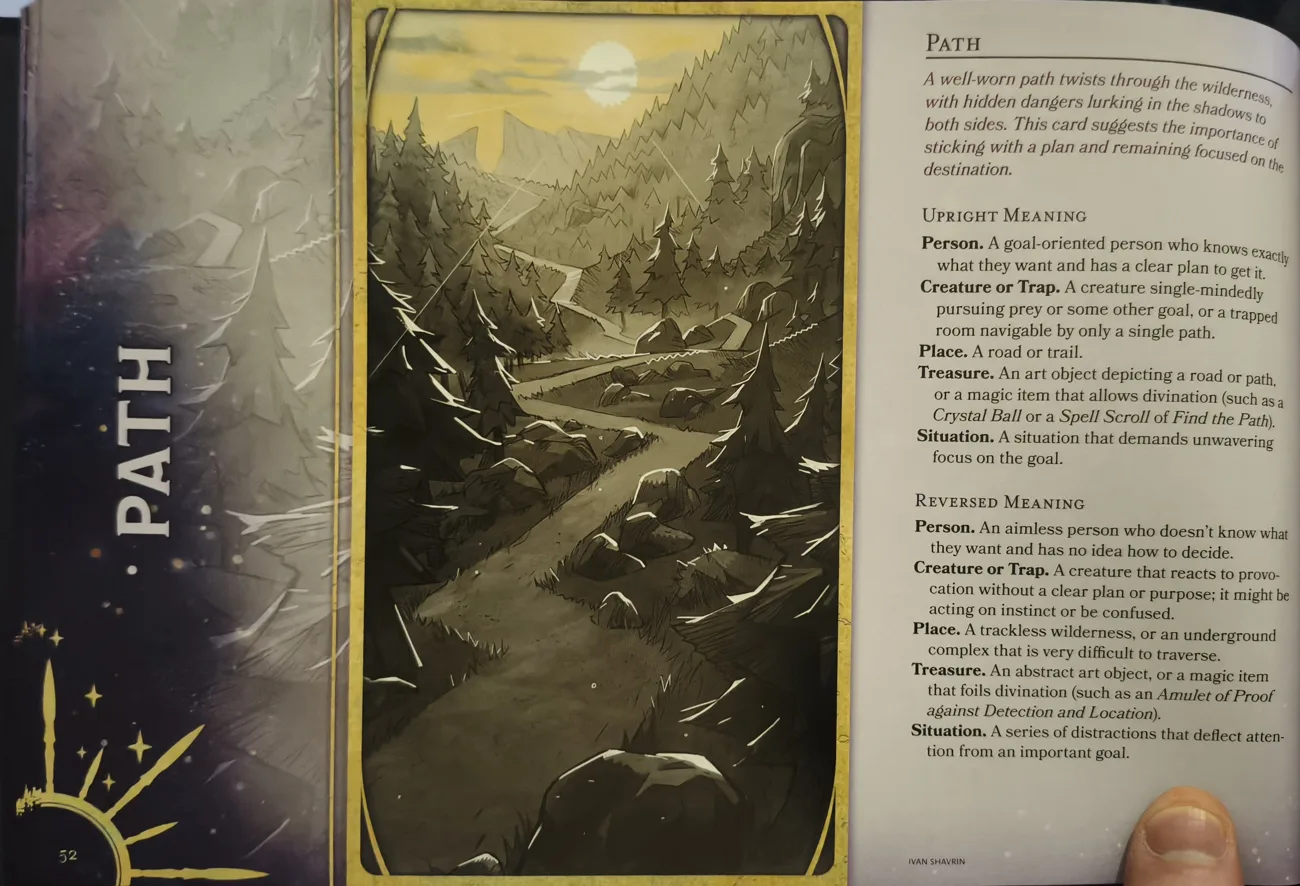 PATH
52
PATH
A well-worn path twists through the wilderness,
with hidden dangers lurking in the shadows to
both sides. This card suggests the importance of
sticking with a plan and remaining focused on the
destination.
UPRIGHT MEANING
Person. A goal-oriented person who knows exactly
what they want and has a clear plan to get it.
Creature or Trap. A creature single-mindedly
pursuing prey or some other goal, or a trapped
room navigable by only a single path.
Place. A road or trail.
Treasure. An art object depicting a road or path,
or a magic item that allows divination (such as a
Crystal Ball or a Spell Scroll of Find the Path).
Situation. A situation that demands unwavering
focus on the goal.
REVERSED MEANING
Person. An aimless person who doesn't know what
they want and has no idea how to decide.
Creature or Trap. A creature that reacts to provo-
cation without a clear plan or purpose; it might be
acting on instinct or be confused.
Place. A trackless wilderness, or an underground
complex that is very difficult to traverse.
Treasure. An abstract art object, or a magic item
that foils divination (such as an Amulet of Proof
against Detection and Location).
Situation. A series of distractions that deflect atten-
tion from an important goal.
IVAN SHAVRIN